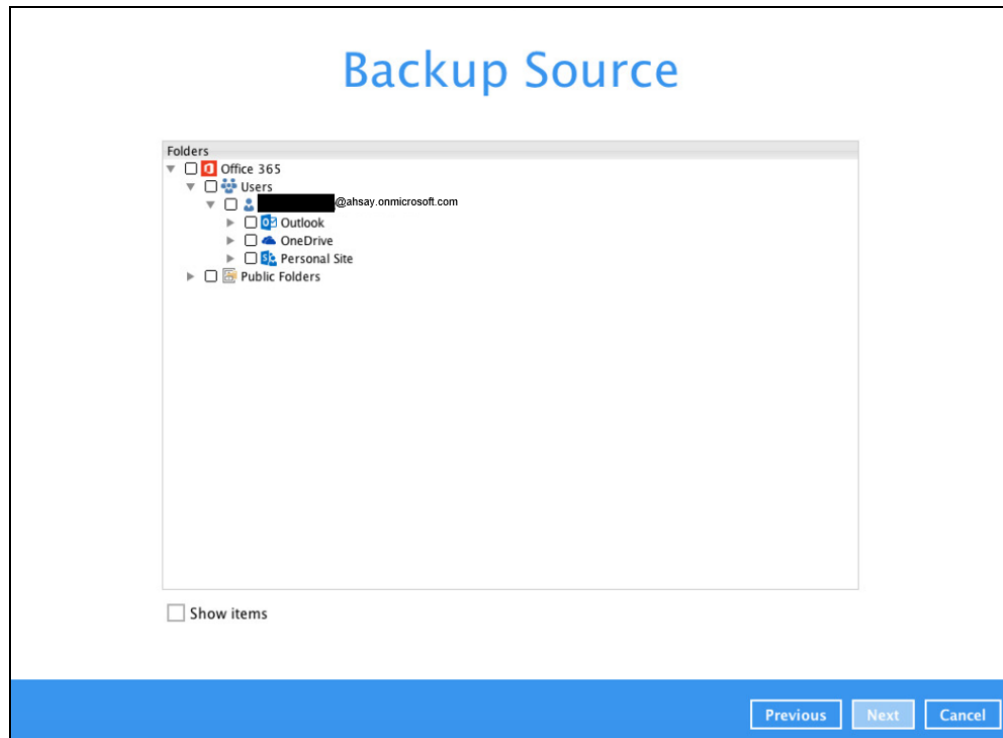 Backup Source
Folders
Office 365
Users
@ahsay.onmicrosoft.com
Outlook
OneDrive
Personal Site
Public Folders
Show items
Previous Next Cancel